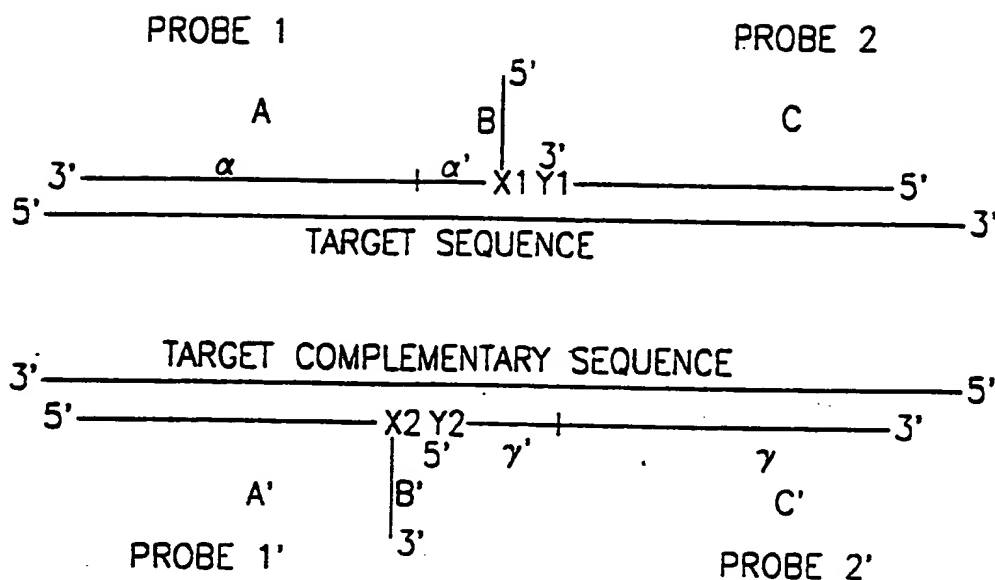 PROBE 1 PROBE 2
5'
A B C
3' α α' X1 3' Y1 5'
5' 3'
TARGET SEQUENCE
TARGET COMPLEMENTARY SEQUENCE
3' 5'
5' X2 Y2 3'
5' γ' γ
A' B' C'
3'
PROBE 1' PROBE 2'